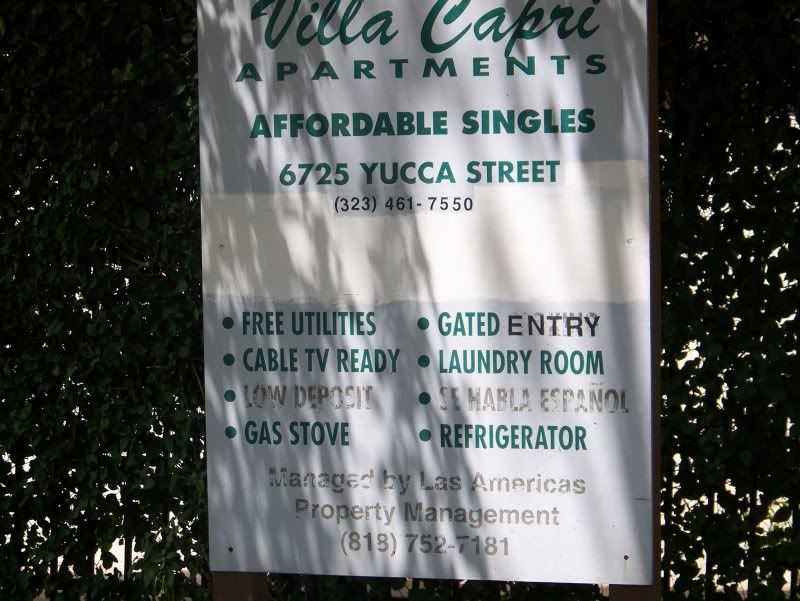 Villa Capri
APARTMENTS
AFFORDABLE SINGLES
6725 YUCCA STREET
(323) 461-7550
• FREE UTILITIES
• CABLE TV READY
• LOW DEPOSIT
• GAS STOVE
• GATED ENTRY
• LAUNDRY ROOM
• SE HABLA ESPAÑOL
• REFRIGERATOR
Managed by Las Americas
Property Management
(818) 752-7181